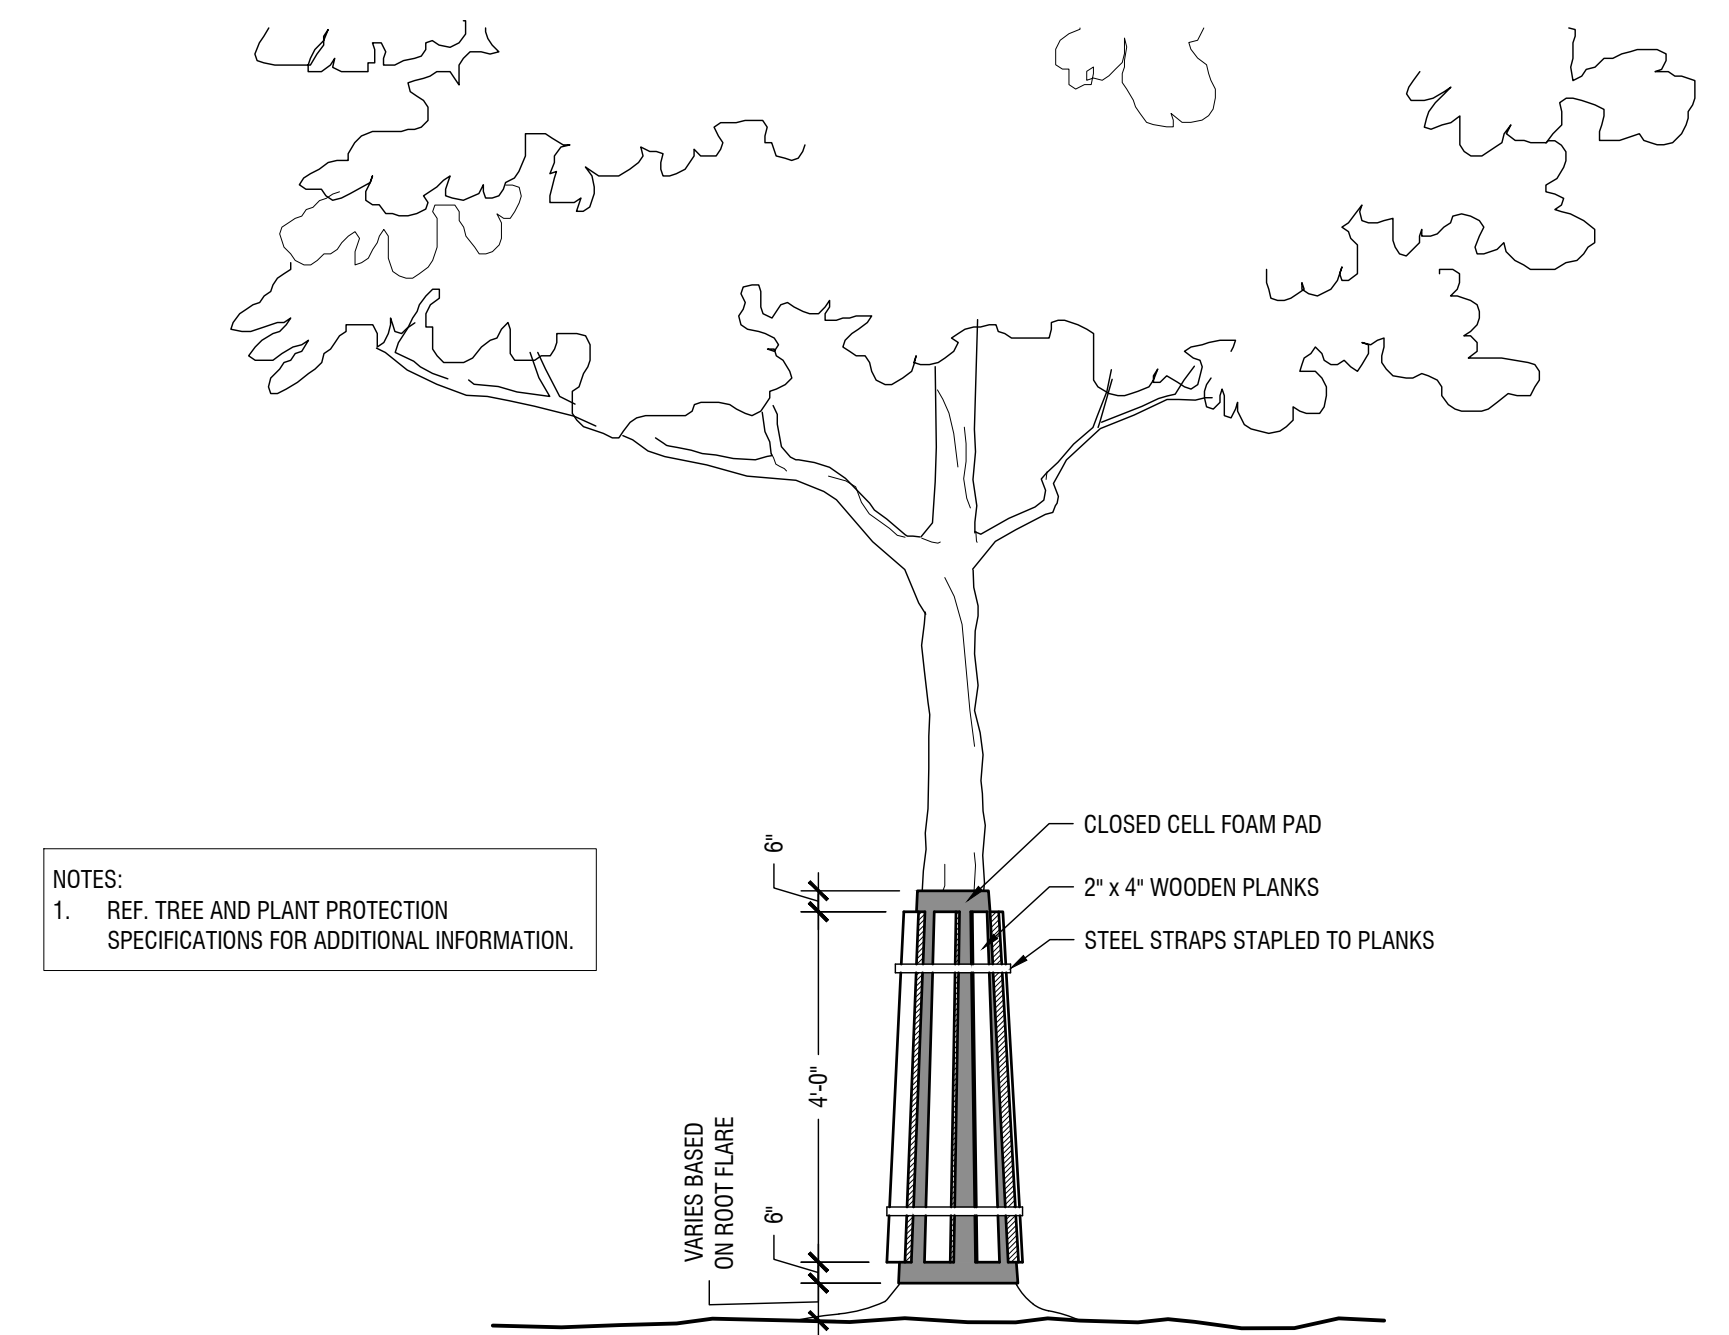 CLOSED CELL FOAM PAD
2" x 4" WOODEN PLANKS
STEEL STRAPS STAPLED TO PLANKS
NOTES:
1. REF. TREE AND PLANT PROTECTION
SPECIFICATIONS FOR ADDITIONAL INFORMATION.
6"
4'-0"
6"
VARIES BASED
ON ROOT FLARE